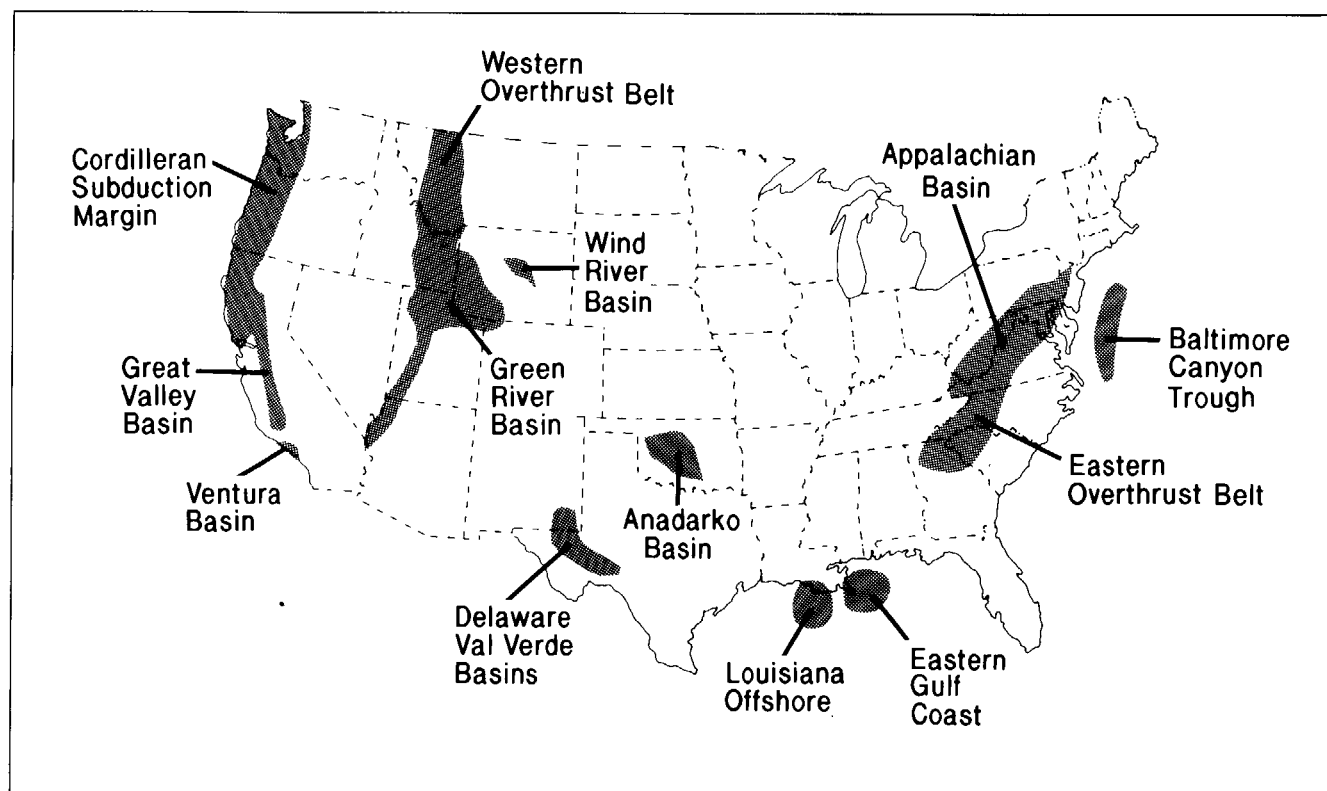 Western
Overthrust Belt
Cordilleran
Subduction
Margin
Appalachian
Basin
Wind
River
Basin
Great
Valley
Basin
Green
River
Basin
Baltimore
Canyon
Trough
Ventura
Basin
Eastern
Overthrust Belt
Anadarko
Basin
Delaware
Val Verde
Basins
Louisiana
Offshore
Eastern
Gulf
Coast